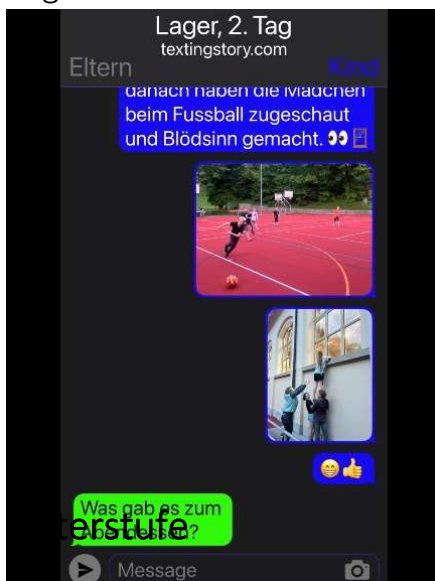 Lager, 2. Tag
textingstory.com
Eltern
Kind
danach haben die Mädchen
beim Fussball zugeschaut
und Blödsinn gemacht.
Was gab es zum
Abendessen?
terstufe
Message